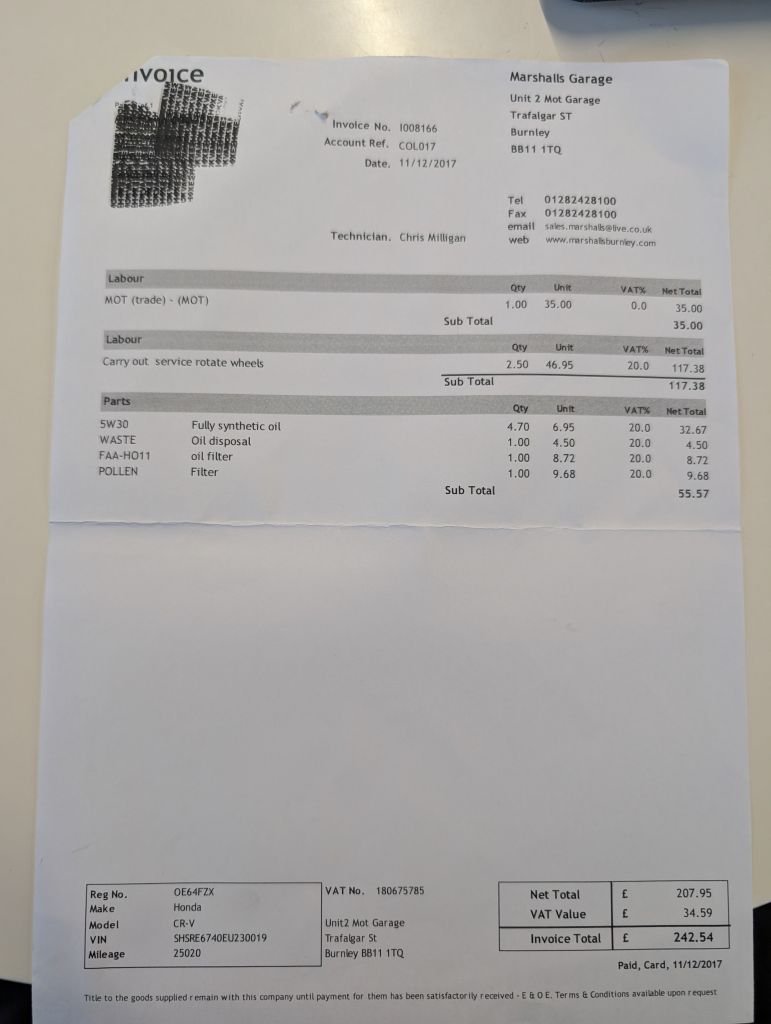 nvoice
Marshalls Garage
Unit 2 Mot Garage
Trafalgar ST
Burnley
BB11 1TQ
Invoice No. I008166
Account Ref. COL017
Date. 11/12/2017
Tel 01282428100
Fax 01282428100
email sales.marshalls@live.co.uk
web www.marshallsburnley.com
Technician. Chris Milligan
Labour Qty Unit VAT% Net Total
MOT (trade) - (MOT) 1.00 35.00 0.0 35.00
Sub Total 35.00
Labour Qty Unit VAT% Net Total
Carry out service rotate wheels 2.50 46.95 20.0 117.38
Sub Total 117.38
Parts Qty Unit VAT% Net Total
5W30 Fully synthetic oil 4.70 6.95 20.0 32.67
WASTE Oil disposal 1.00 4.50 20.0 4.50
FAA-HO11 oil filter 1.00 8.72 20.0 8.72
POLLEN Filter 1.00 9.68 20.0 9.68
Sub Total 55.57
Reg No. OE64FZX
Make Honda
Model CR-V
VIN SHSRE6740EU230019
Mileage 25020
VAT No. 180675785
Unit2 Mot Garage
Trafalgar St
Burnley BB11 1TQ
Net Total £ 207.95
VAT Value £ 34.59
Invoice Total £ 242.54
Paid, Card, 11/12/2017
Title to the goods supplied remain with this company until payment for them has been satisfactorily received - E & O E. Terms & Conditions available upon request